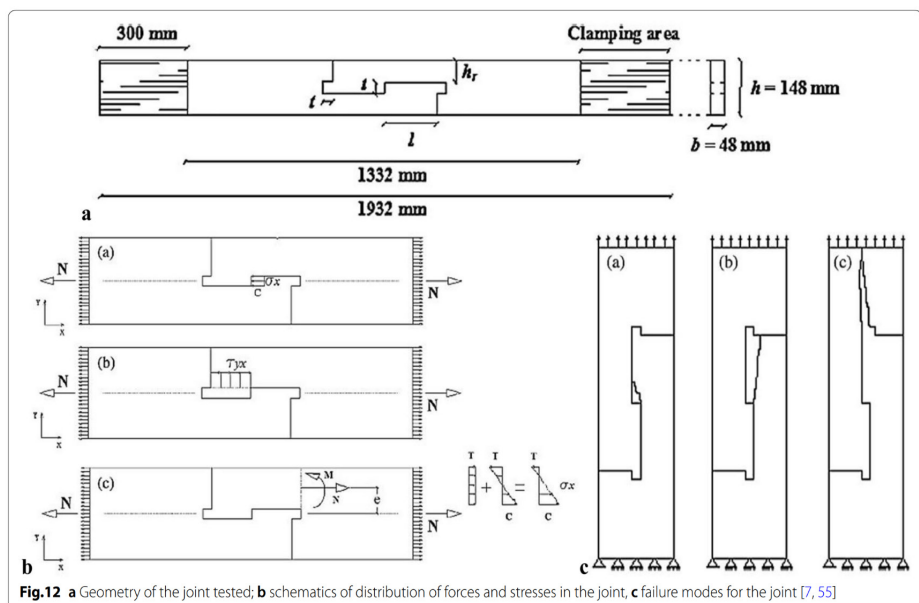 300 mm
Clamping area
hr
t
t
l
h = 148 mm
b = 48 mm
1332 mm
1932 mm
a
(a)
N
σx
C
N
Y
X
(b)
τyx
N
N
Y
X
(c)
M
N
e
N
N
Y
X
T T T
+ = σx
C C
b
(a) (b) (c)
c
Fig.12 a Geometry of the joint tested; b schematics of distribution of forces and stresses in the joint, c failure modes for the joint [7, 55]